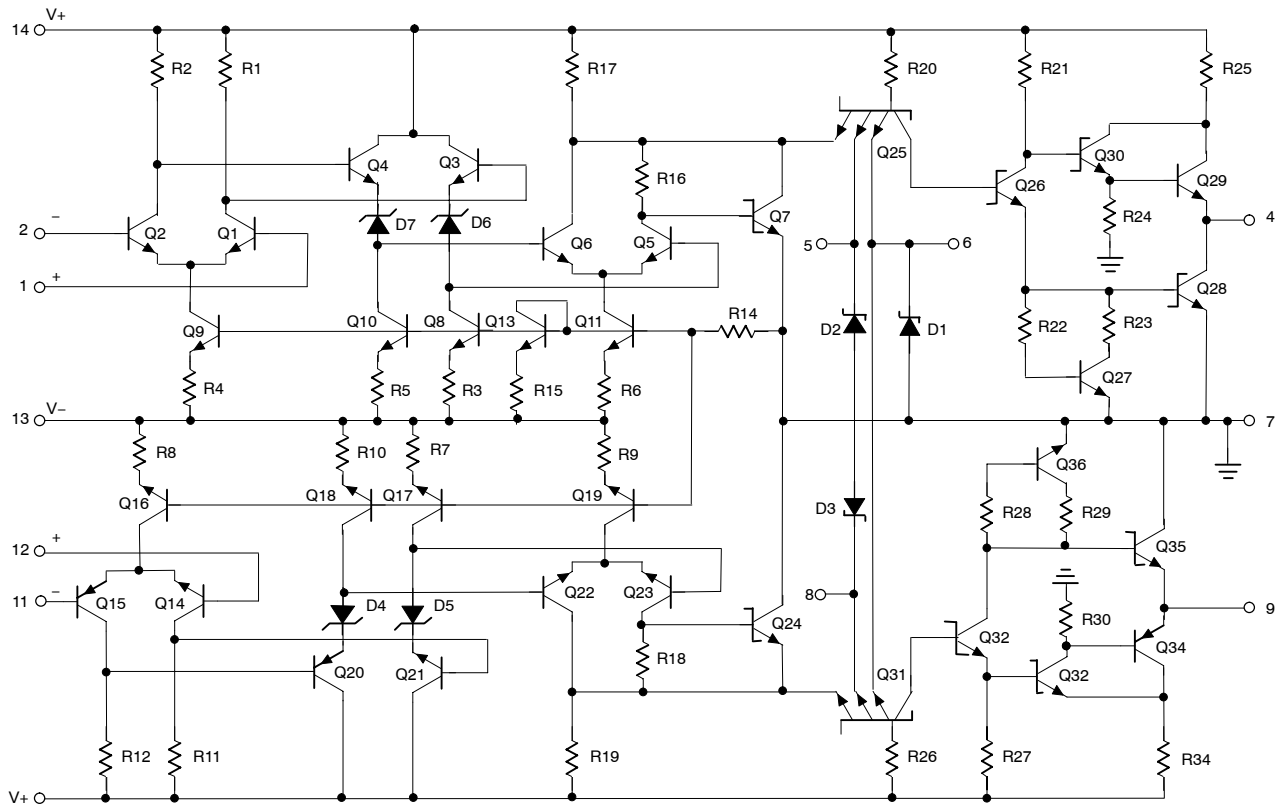 14 V+
R2 R1 R17 R20 R21 R25
Q4 Q3 Q25 Q30
R16 Q26 Q29
2 − Q2 Q1 D7 D6 Q6 Q5 Q7 R24 4
5 6
1 + Q28
Q9 Q10 Q8 Q13 Q11 R14 D2 D1 R22 R23
R4 R5 R3 R15 R6 Q27
13 V− 7
R8 R10 R7 R9 Q36
Q16 Q18 Q17 Q19 D3 R28 R29
12 + Q35
11 − Q15 Q14 D4 D5 Q22 Q23 8 9
Q24 Q32 R30 Q34
Q20 Q21 R18 Q31 Q32
R12 R11 R19 R26 R27 R34
V+